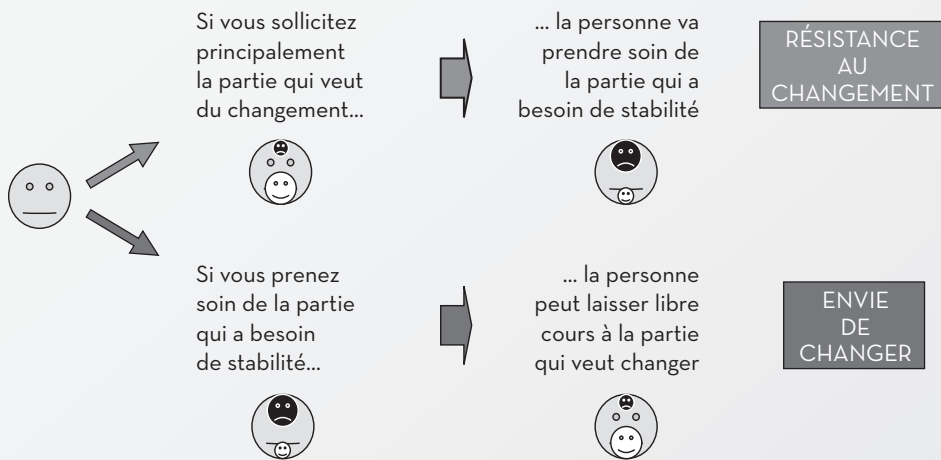 Si vous sollicitez
principalement
la partie qui veut
du changement...
... la personne va
prendre soin de
la partie qui a
besoin de stabilité
RÉSISTANCE
AU
CHANGEMENT
Si vous prenez
soin de la partie
qui a besoin
de stabilité...
... la personne
peut laisser libre
cours à la partie
qui veut changer
ENVIE
DE
CHANGER